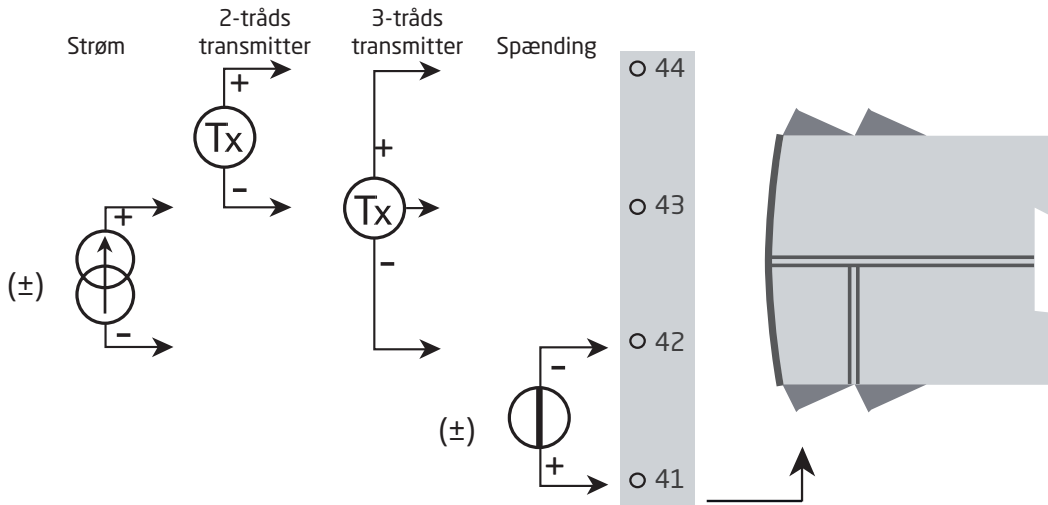 Strøm
2-tråds
transmitter
3-tråds
transmitter
Spænding
+
Tx
-
+
Tx
-
+
-
(±)
-
+
(±)
44
43
42
41